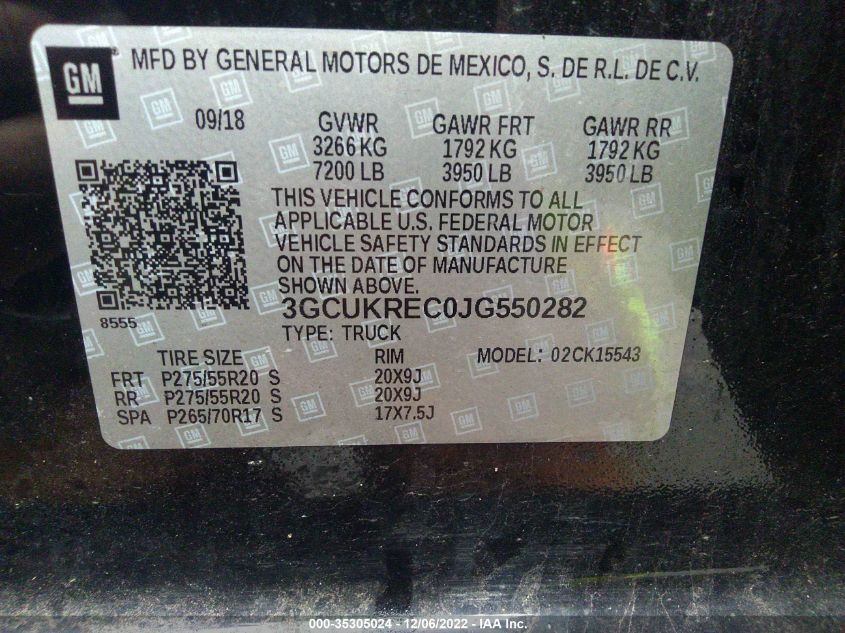 GM MFD BY GENERAL MOTORS DE MEXICO, S. DE R.L. DE C.V.
09/18 GVWR GAWR FRT GAWR RR
3266 KG 1792 KG 1792 KG
7200 LB 3950 LB 3950 LB
THIS VEHICLE CONFORMS TO ALL
APPLICABLE U.S. FEDERAL MOTOR
VEHICLE SAFETY STANDARDS IN EFFECT
ON THE DATE OF MANUFACTURE
SHOWN ABOVE.
8555 3GCUKREC0JG550282
TYPE: TRUCK
TIRE SIZE RIM MODEL: 02CK15543
FRT P275/55R20 S 20X9J
RR P275/55R20 S 20X9J
SPA P265/70R17 S 17X7.5J
000-35305024 - 12/06/2022 - IAA Inc.